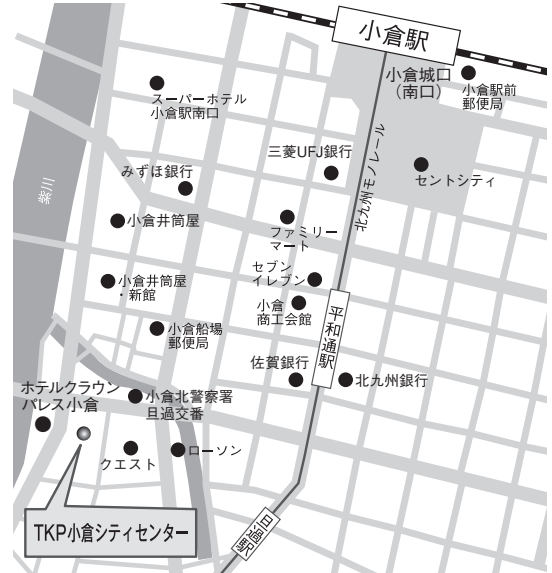 小倉駅
小倉城口
（南口）
小倉駅前
郵便局
スーパーホテル
小倉駅南口
三菱UFJ銀行
北九州モノレール
セントシティ
みずほ銀行
紫川
小倉井筒屋
ファミリー
マート
セブン
イレブン
小倉井筒屋
・新館
小倉
商工会館
平和通駅
小倉船場
郵便局
佐賀銀行
北九州銀行
ホテルクラウン
パレス小倉
小倉北警察署
旦過交番
クエスト
ローソン
TKP小倉シティセンター
旦過駅